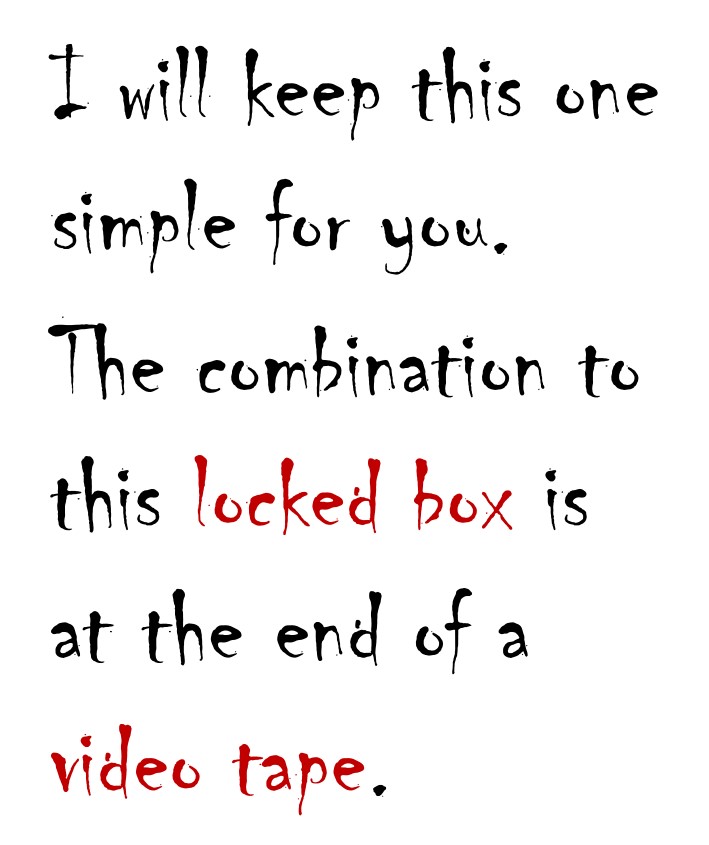 I will keep this one
simple for you.
The combination to
this locked box is
at the end of a
video tape.